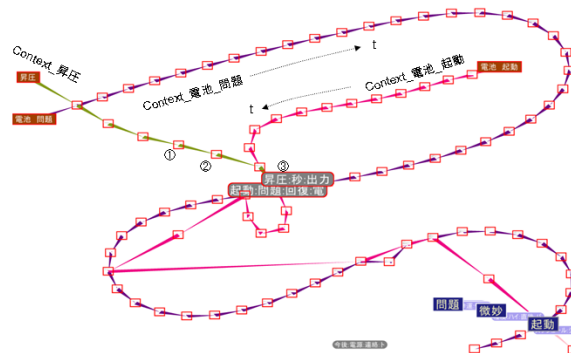 Context_昇圧
昇圧
電池 問題
Context_電池_問題
t
Context_電池_起動
電池 起動
t
①
②
③
昇圧:秒:出力
起動:問題:回復:電
問題
微妙
起動